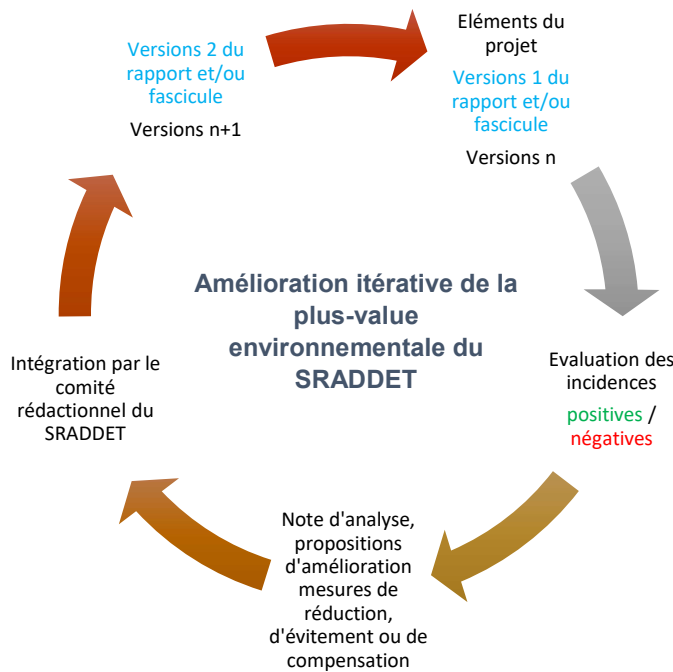 Eléments du
projet
Versions 1 du
rapport et/ou
fascicule
Versions n
Evaluation des
incidences
positives /
négatives
Note d'analyse,
propositions
d'amélioration
mesures de
réduction,
d'évitement ou de
compensation
Intégration par le
comité
rédactionnel du
SRADDET
Versions 2 du
rapport et/ou
fascicule
Versions n+1
Amélioration itérative de la
plus-value
environnementale du
SRADDET